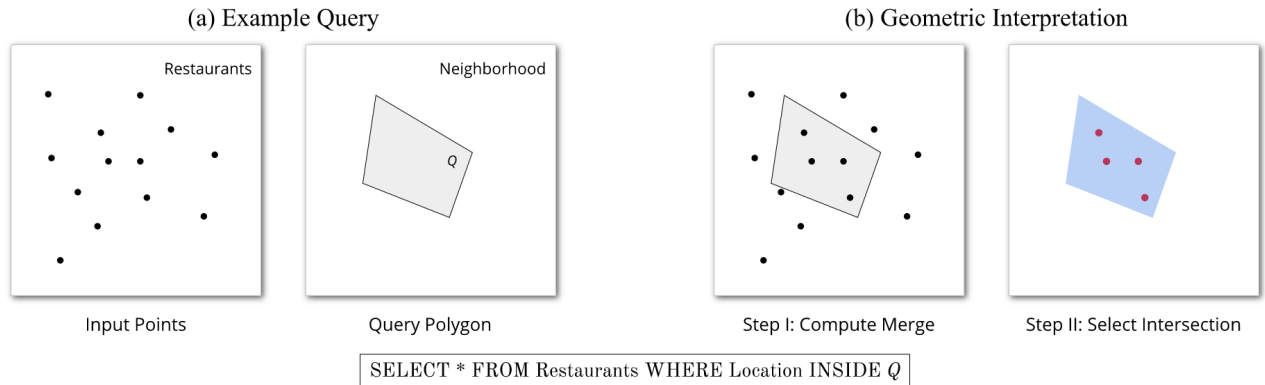 (a) Example Query
(b) Geometric Interpretation
Restaurants
Neighborhood
Q
Input Points
Query Polygon
Step I: Compute Merge
Step II: Select Intersection
SELECT * FROM Restaurants WHERE Location INSIDE Q